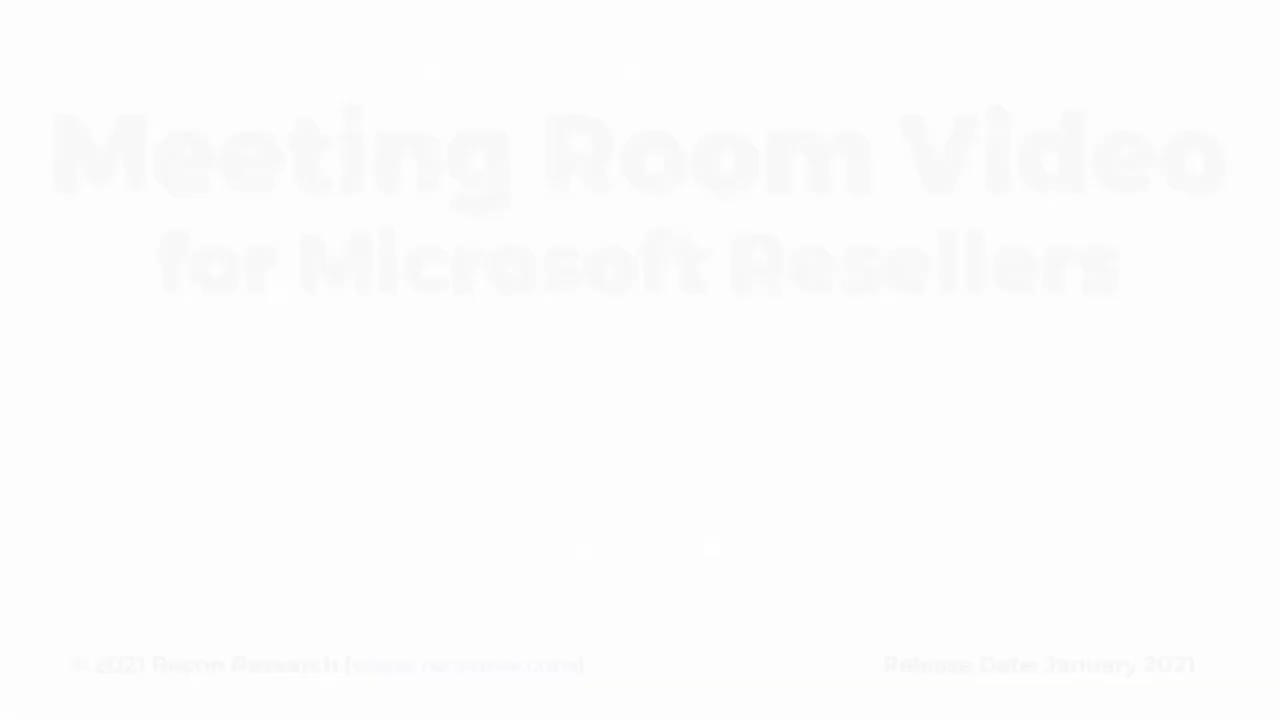 Meeting Room Video
for Microsoft Resellers
© 2021 Recon Research (
Release Date: January 2021